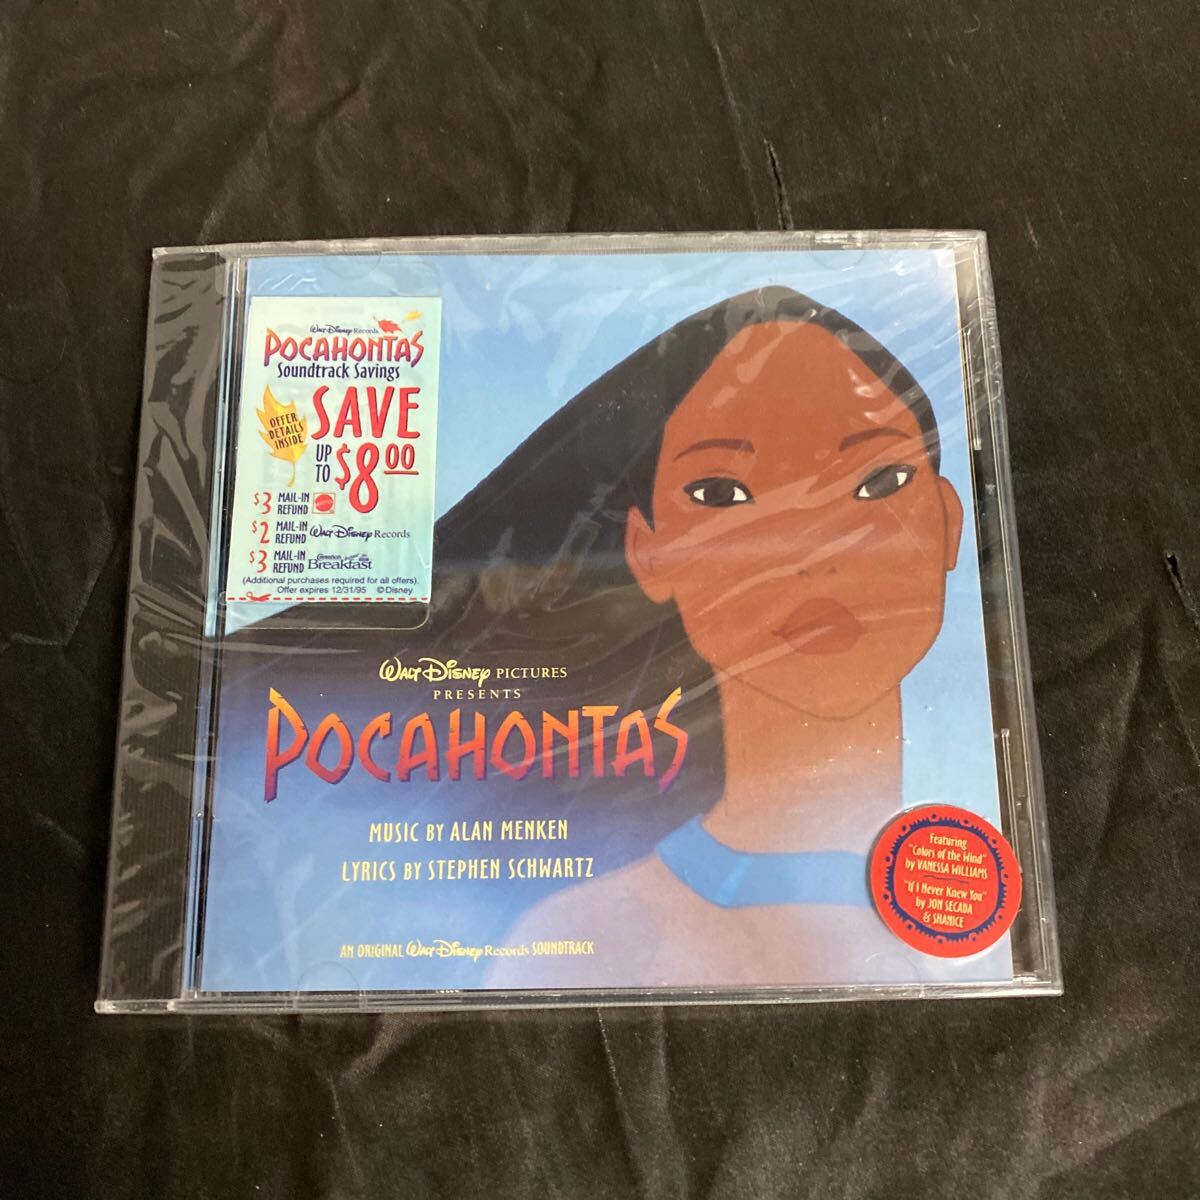 Walt Disney Records
POCAHONTAS
Soundtrack Savings
OFFER
DETAILS
INSIDE
SAVE
UP
TO
$8 00
$3 MAIL-IN
REFUND
MATTEL
$2 MAIL-IN
REFUND
Walt Disney Records
$3 MAIL-IN
REFUND
Carnation
Instant
Breakfast
(Additional purchases required for all offers).
Offer expires 12/31/95 ©Disney
WALT DISNEY PICTURES
PRESENTS
POCAHONTAS
MUSIC BY ALAN MENKEN
LYRICS BY STEPHEN SCHWARTZ
AN ORIGINAL Walt Disney Records SOUNDTRACK
Featuring
"Colors of the Wind"
by VANESSA WILLIAMS
"If I Never Knew You"
by JON SECADA
& SHANICE